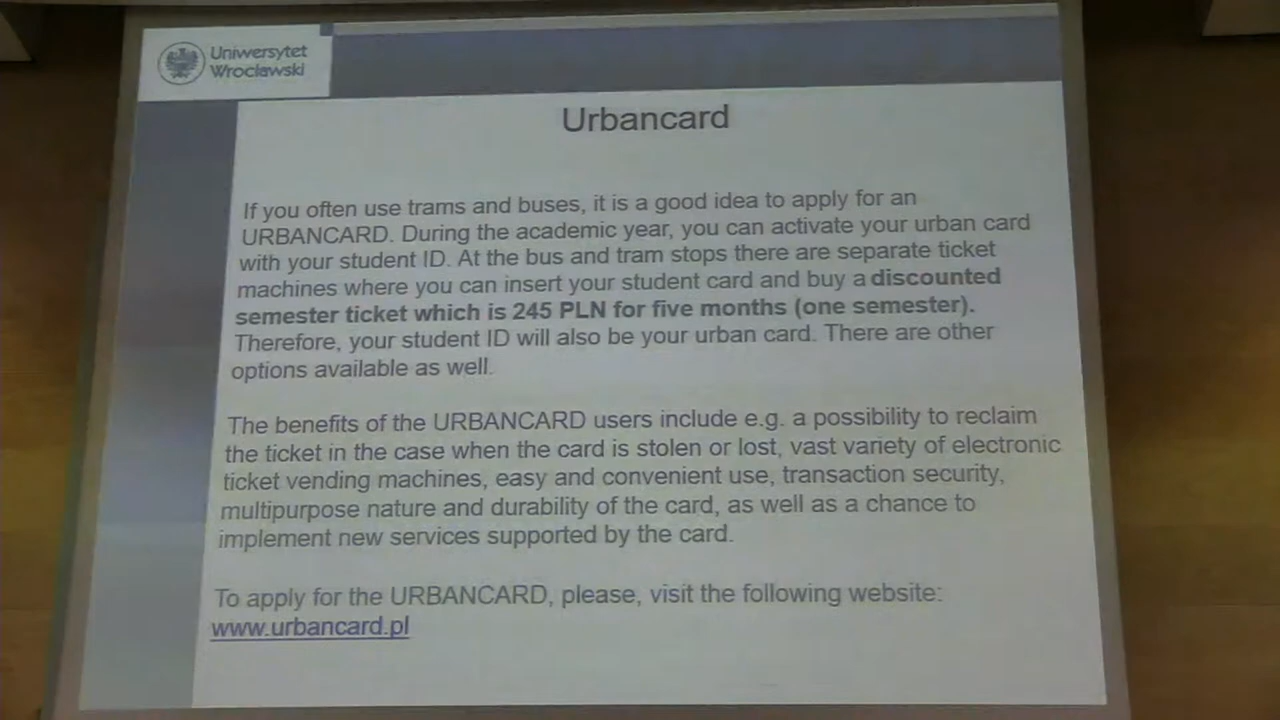 Uniwersytet
Wrocławski
Urbancard
If you often use trams and buses, it is a good idea to apply for an
URBANCARD. During the academic year, you can activate your urban card
with your student ID. At the bus and tram stops there are separate ticket
machines where you can insert your student card and buy a discounted
semester ticket which is 245 PLN for five months (one semester).
Therefore, your student ID will also be your urban card. There are other
options available as well.
The benefits of the URBANCARD users include e.g. a possibility to reclaim
the ticket in the case when the card is stolen or lost, vast variety of electronic
ticket vending machines, easy and convenient use, transaction security,
multipurpose nature and durability of the card, as well as a chance to
implement new services supported by the card.
To apply for the URBANCARD, please, visit the following website:
www.urbancard.pl